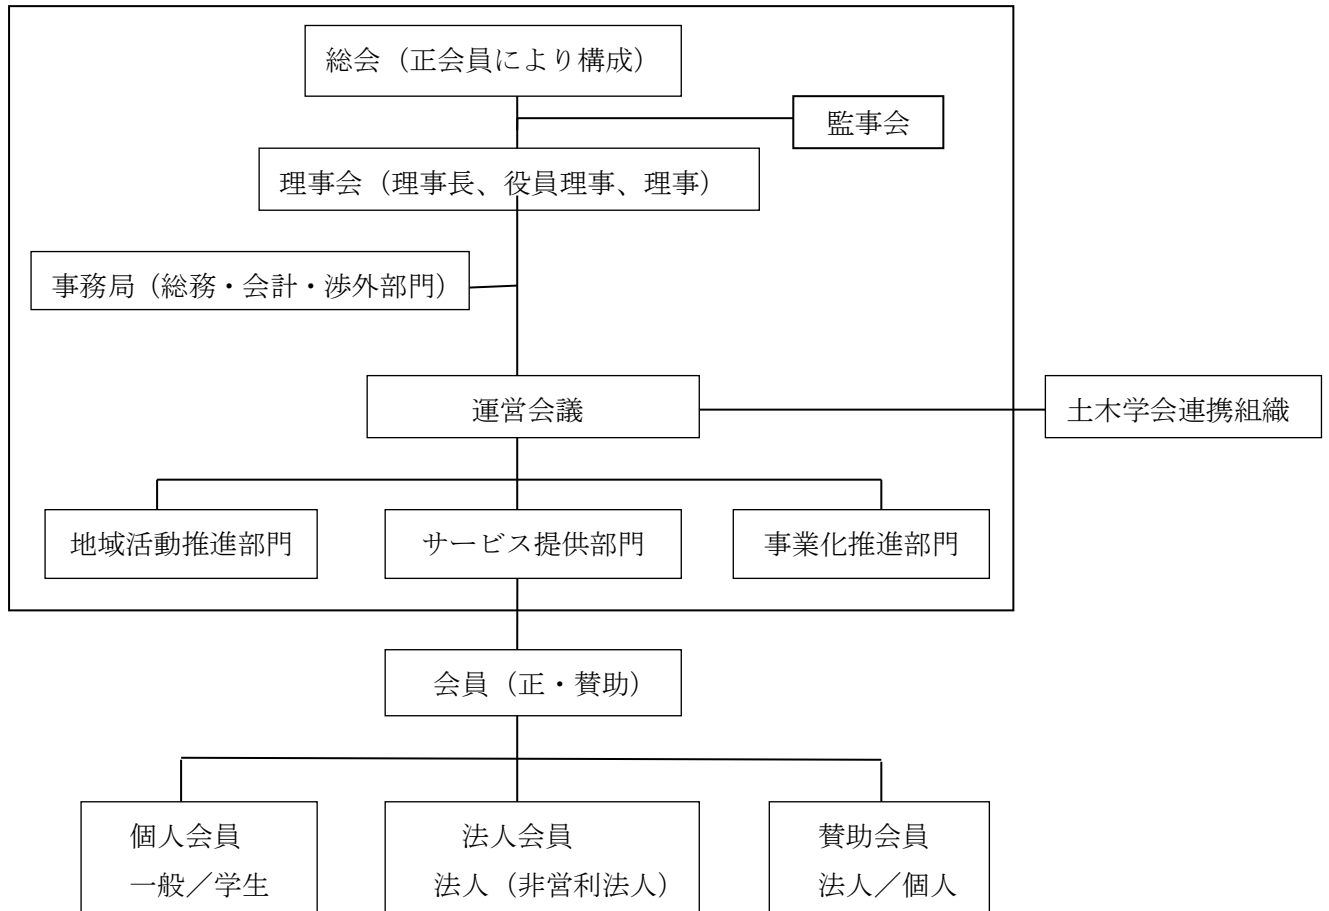 総会（正会員により構成）
監事会
理事会（理事長、役員理事、理事）
事務局（総務・会計・渉外部門）
運営会議
土木学会連携組織
地域活動推進部門
サービス提供部門
事業化推進部門
会員（正・賛助）
個人会員
一般／学生
法人会員
法人（非営利法人）
賛助会員
法人／個人